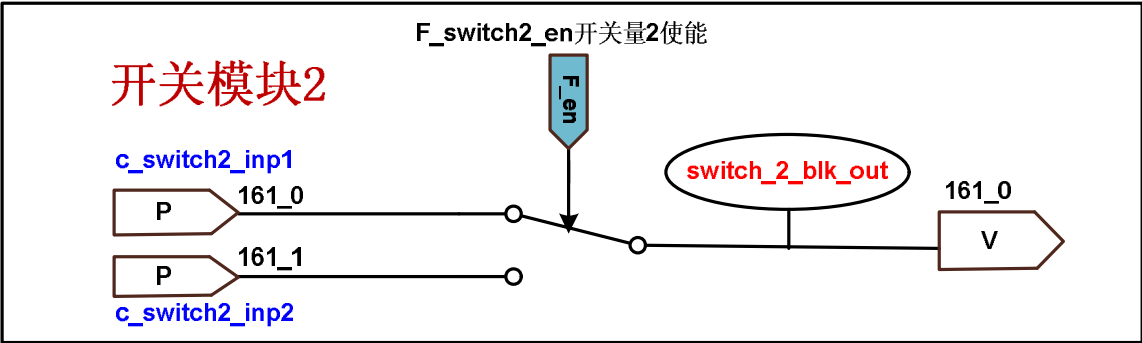 F_switch2_en开关量2使能
开关模块2
F_en
c_switch2_inp1
P
161_0
switch_2_blk_out
161_0
V
P
161_1
c_switch2_inp2